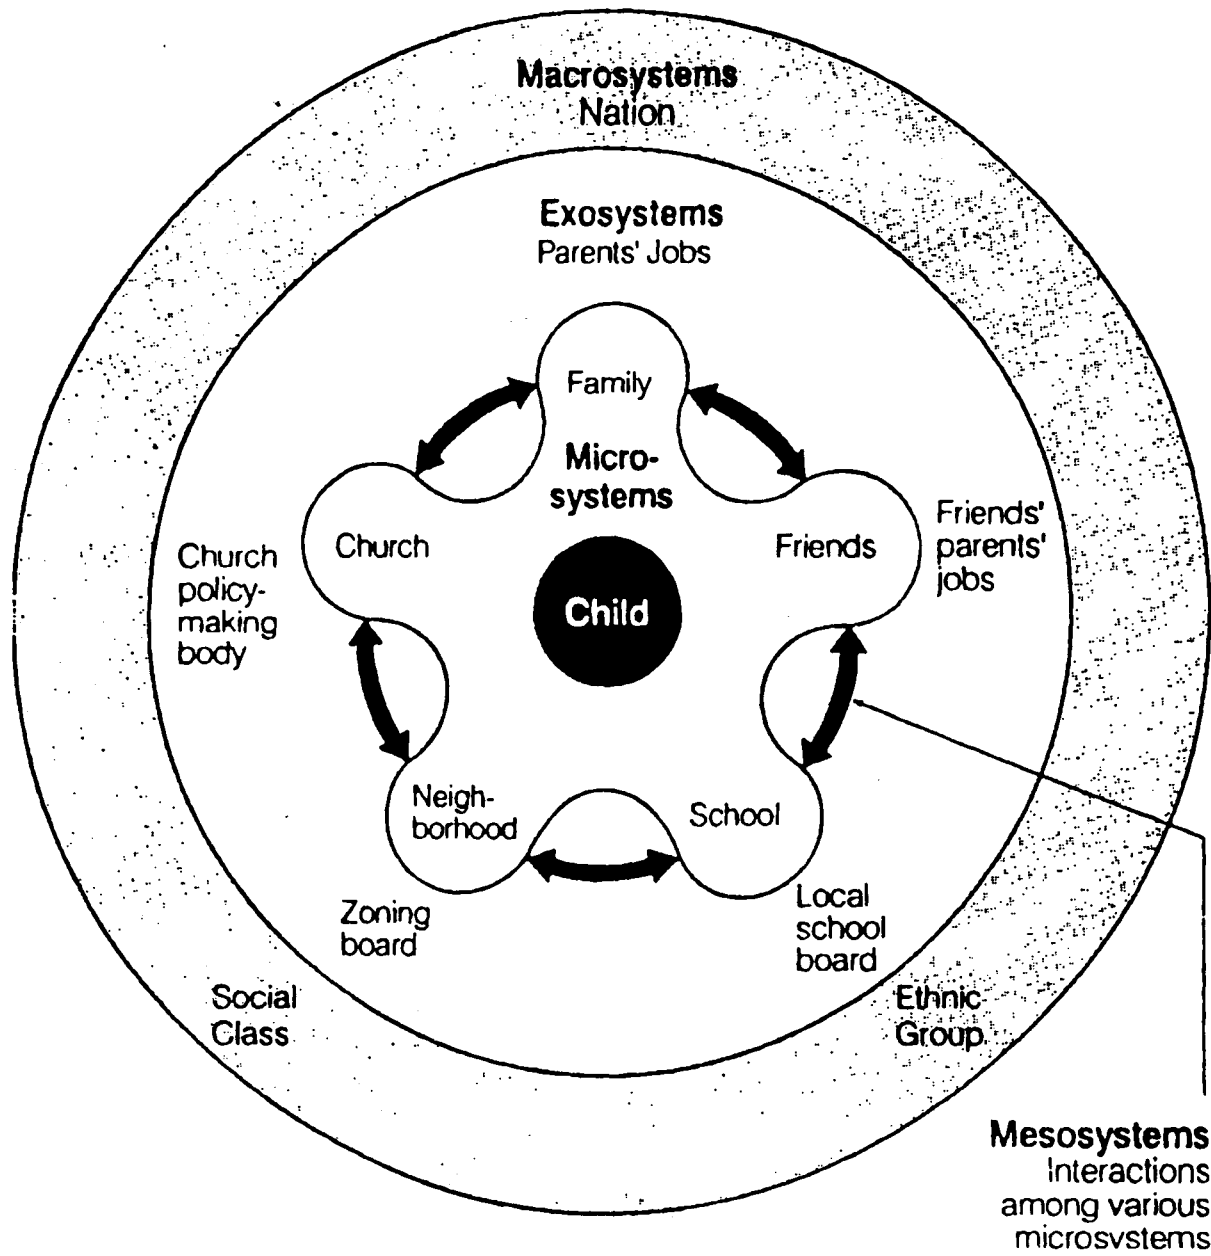 Macrosystems
Nation
Exosystems
Parents' Jobs
Family
Micro-
systems
Church
Friends
Friends'
parents'
jobs
Church
policy-
making
body
Child
Neigh-
borhood
School
Zoning
board
Local
school
board
Social
Class
Ethnic
Group
Mesosystems
Interactions
among various
microsystems